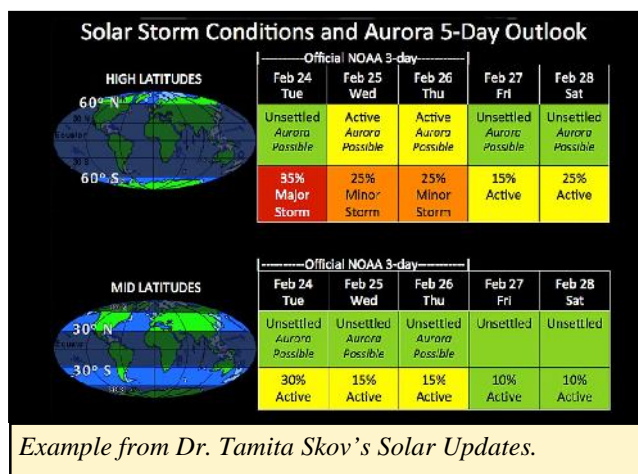 Solar Storm Conditions and Aurora 5-Day Outlook
|----------Official NOAA 3-day-----------|
HIGH LATITUDES
60° N
Equator
60° S
Feb 24 Feb 25 Feb 26 Feb 27 Feb 28
Tue Wed Thu Fri Sat
Unsettled Active Active Unsettled Unsettled
Aurora Aurora Aurora Aurora Aurora
Possible Possible Possible Possible Possible
35% 25% 25% 15% 25%
Major Minor Minor Active Active
Storm Storm Storm
|----------Official NOAA 3-day-----------|
MID LATITUDES
30° N
30° S
Feb 24 Feb 25 Feb 26 Feb 27 Feb 28
Tue Wed Thu Fri Sat
Unsettled Unsettled Unsettled Unsettled Unsettled
Aurora Aurora Aurora
Possible Possible Possible
30% 15% 15% 10% 10%
Active Active Active Active Active
Example from Dr. Tamita Skov's Solar Updates.